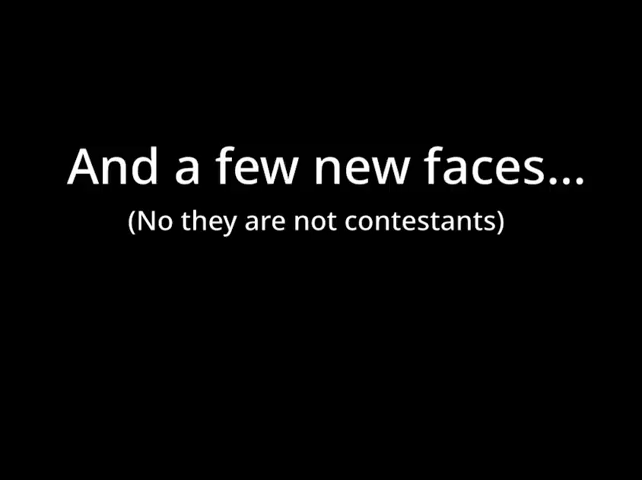 And a few new faces...
(No they are not contestants)